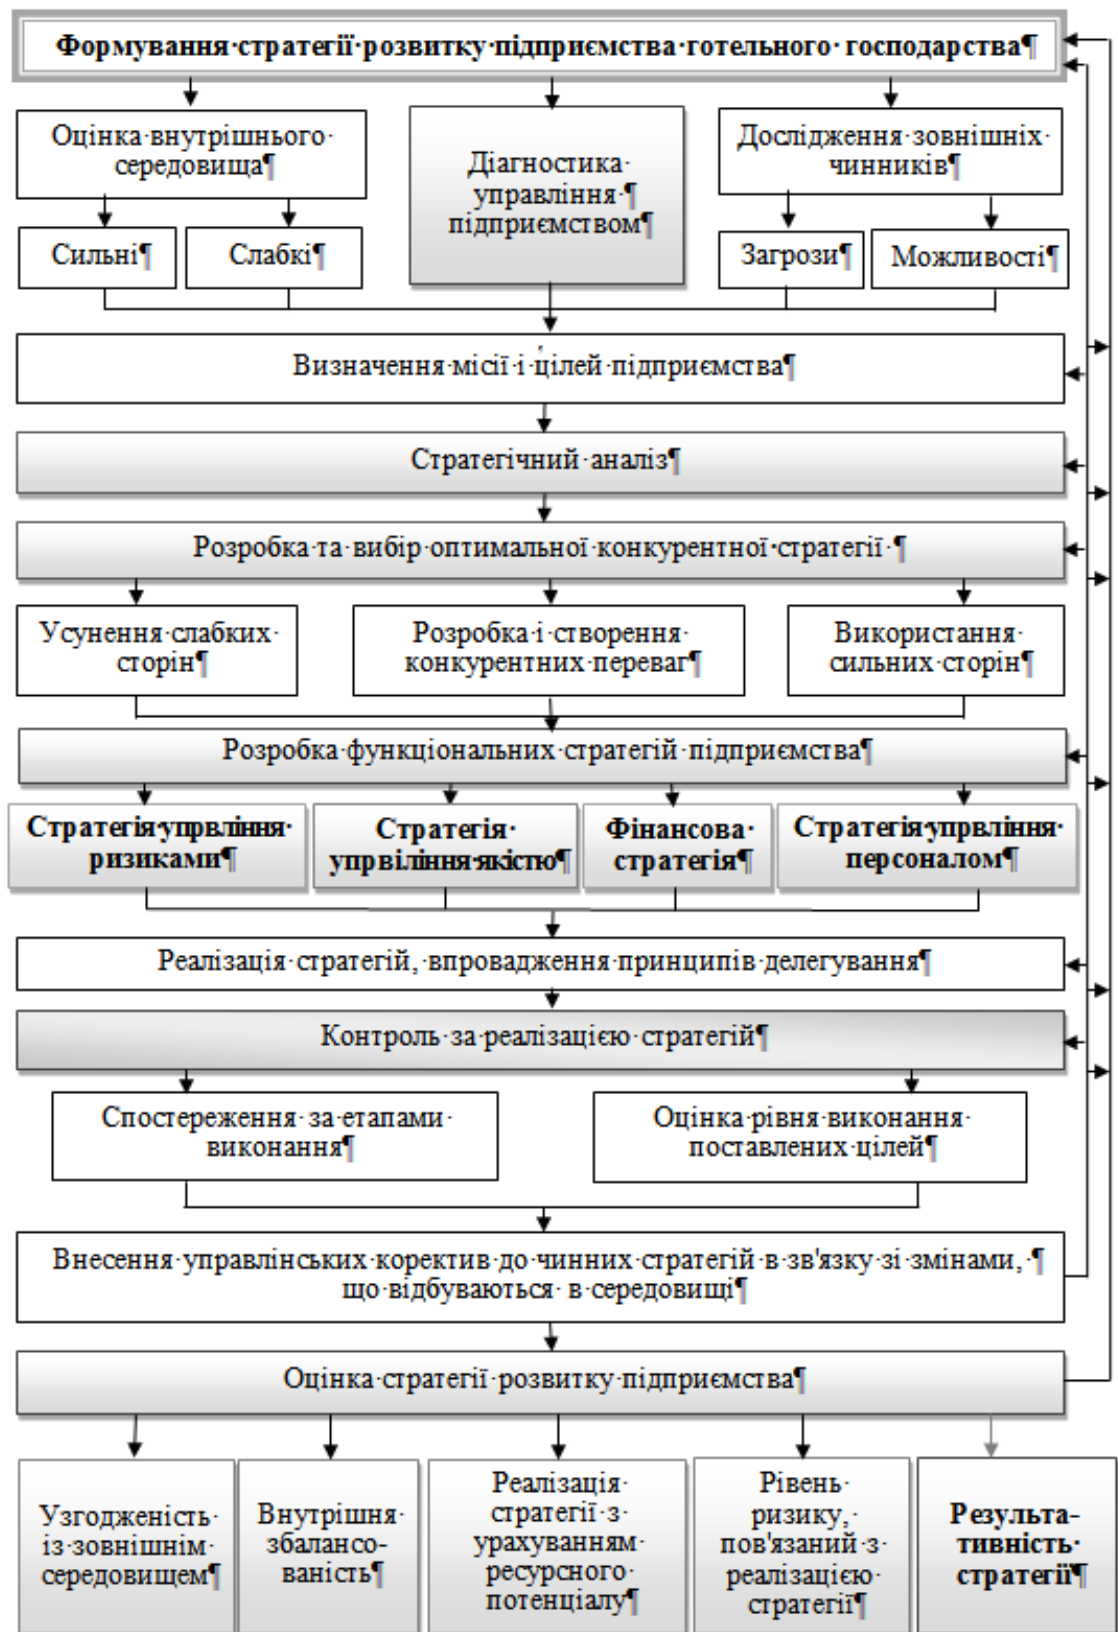 Формування·стратегії·розвитку·підприємства·готельного· господарства¶
Оцінка·внутрішнього·
середовища¶
Діагностика·
управління·¶
підприємством¶
Дослідження·зовнішніх·
чинників¶
Сильні¶
Слабкі¶
Загрози¶
Можливості¶
Визначення·місії·і·цілей·підприємства¶
Стратегічний·аналіз¶
Розробка·та·вибір·оптимальної·конкурентної·стратегії·¶
Усунення·слабких·
сторін¶
Розробка·і·створення·
конкурентних·переваг¶
Використання·
сильних·сторін¶
Розробка·функціональних·стратегій·підприємства¶
Стратегія·упрвління·
ризиками¶
Стратегія·
упрвіління·якістю¶
Фінансова·
стратегія¶
Стратегія·упрвління·
персоналом¶
Реалізація·стратегій,·впровадження·принципів·делегування¶
Контроль·за·реалізацією·стратегій¶
Спостереження·за·етапами·
виконання¶
Оцінка·рівня·виконання·
поставлених·цілей¶
Внесення·управлінських·коректив·до·чинних·стратегій·в·зв'язку·зі·змінами,·¶
що·відбуваються· в·середовищі¶
Оцінка·стратегії·розвитку·підприємства¶
Узгодженість·
із·зовнішнім·
середовищем¶
Внутрішня·
збалансо-
ваність¶
Реалізація·
стратегії·з·
урахуванням·
ресурсного·
потенціалу¶
Рівень·
ризику,·
пов'язаний·з·
реалізацією·
стратегії¶
Результа-
тивність·
стратегії¶